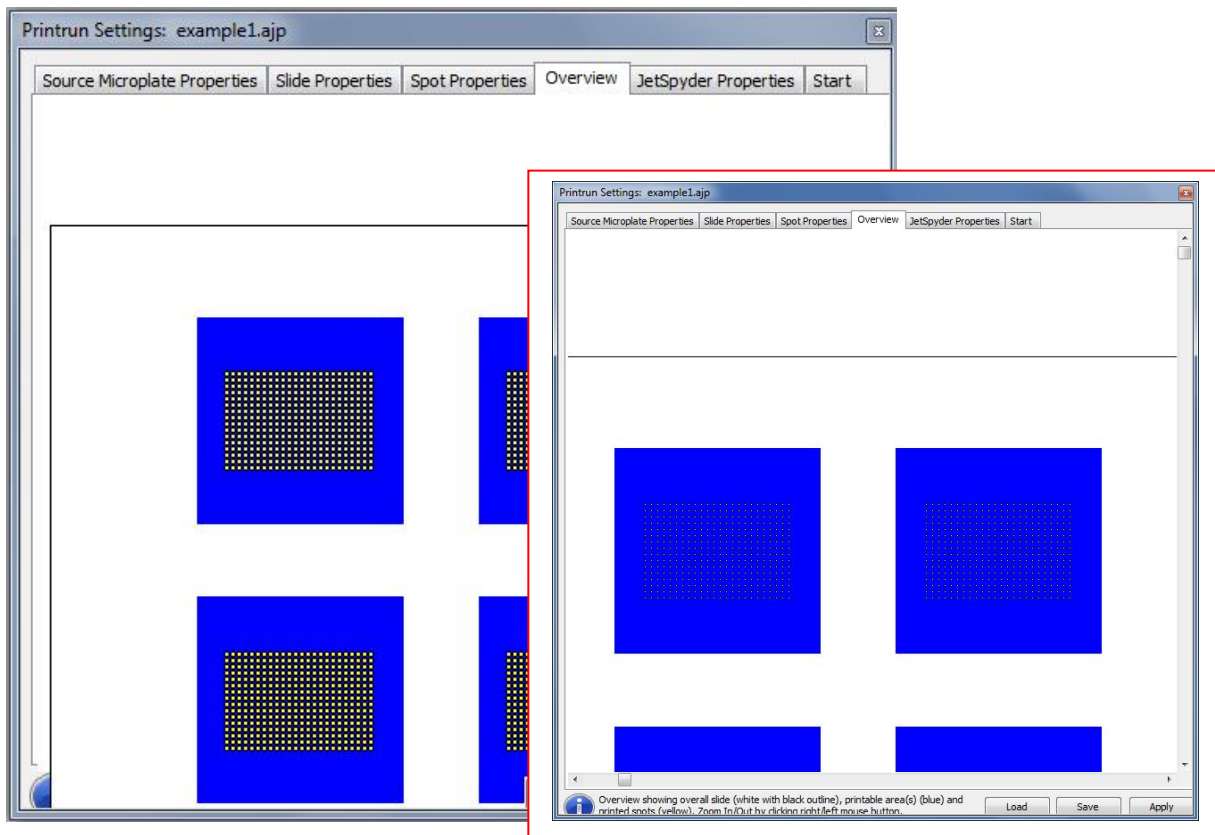 Printrun Settings: example1.ajp
Source Microplate Properties Slide Properties Spot Properties Overview JetSpyder Properties Start
Printrun Settings: example1.ajp
Source Microplate Properties Slide Properties Spot Properties Overview JetSpyder Properties Start
Overview showing overall slide (white with black outline), printable area(s) (blue) and
printed spots (yellow). Zoom In/Out by clicking right/left mouse button.
Load Save Apply